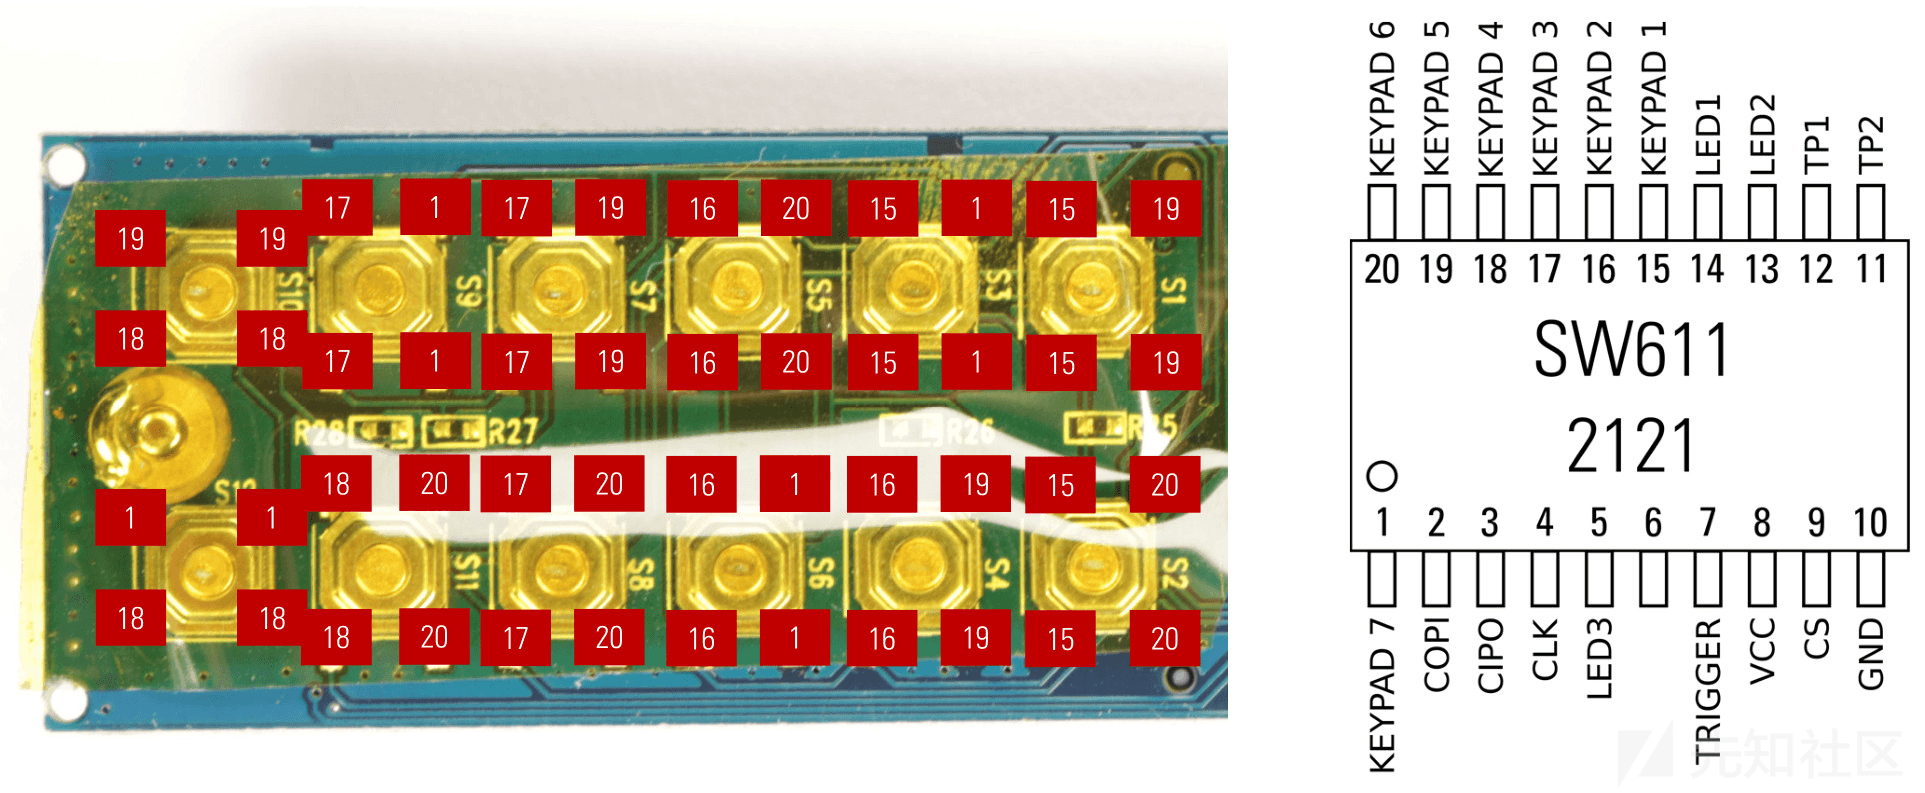 KEYPAD 6
KEYPAD 5
KEYPAD 4
KEYPAD 3
KEYPAD 2
KEYPAD 1
LED1
LED2
TP1
TP2
20 19 18 17 16 15 14 13 12 11
SW611
2121
1 2 3 4 5 6 7 8 9 10
KEYPAD 7
COPI
CIPO
CLK
LED3
TRIGGER
VCC
CS
GND
17 1 17 19 16 20 15 1 15 19
19 19
S10 S9 S7 S5 S3 S1
18 18
17 1 17 19 16 20 15 1 15 19
R28 R27 R26
18 20 17 20 16 1 16 19 15 20
1 1
S11 S8 S6 S4 S2
18 18
18 20 17 20 16 1 16 19 15 20
先知社区